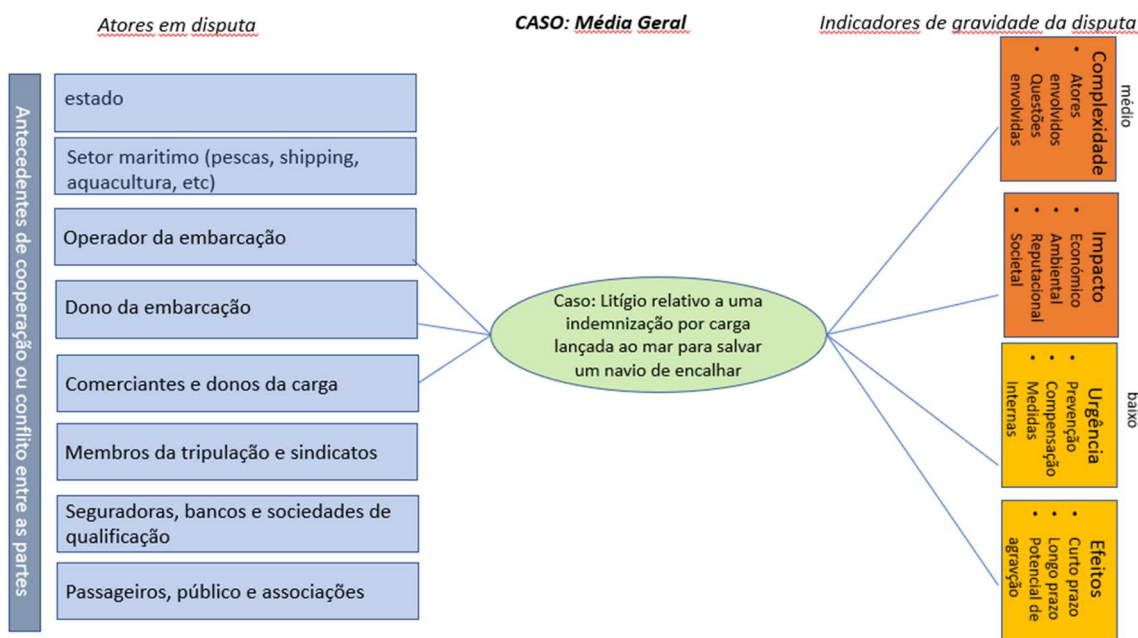 Atores em disputa
CASO: Média Geral
Indicadores de gravidade da disputa
Antecedentes de cooperação ou conflito entre as partes
estado
Setor maritimo (pescas, shipping,
aquacultura, etc)
Operador da embarcação
Dono da embarcação
Comerciantes e donos da carga
Membros da tripulação e sindicatos
Seguradoras, bancos e sociedades de
qualificação
Passageiros, público e associações
Caso: Litígio relativo a uma
indemnização por carga
lançada ao mar para salvar
um navio de encalhar
médio
Complexidade
• Atores
envolvidos
• Questões
envolvidas
Impacto
• Económico
• Ambiental
• Reputacional
• Societal
baixo
Urgência
• Prevenção
• Compensação
• Medidas
Internas
Efeitos
• Curto prazo
• Longo prazo
• Potencial de
agravção